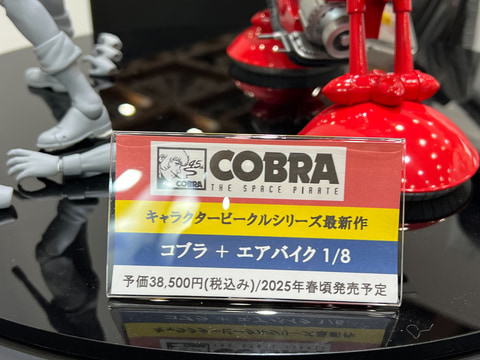 45th
COBRA
COBRA
THE SPACE PIRATE
キャラクタービークルシリーズ最新作
コブラ + エアバイク 1/8
予価38,500円(税込み)/2025年春頃発売予定